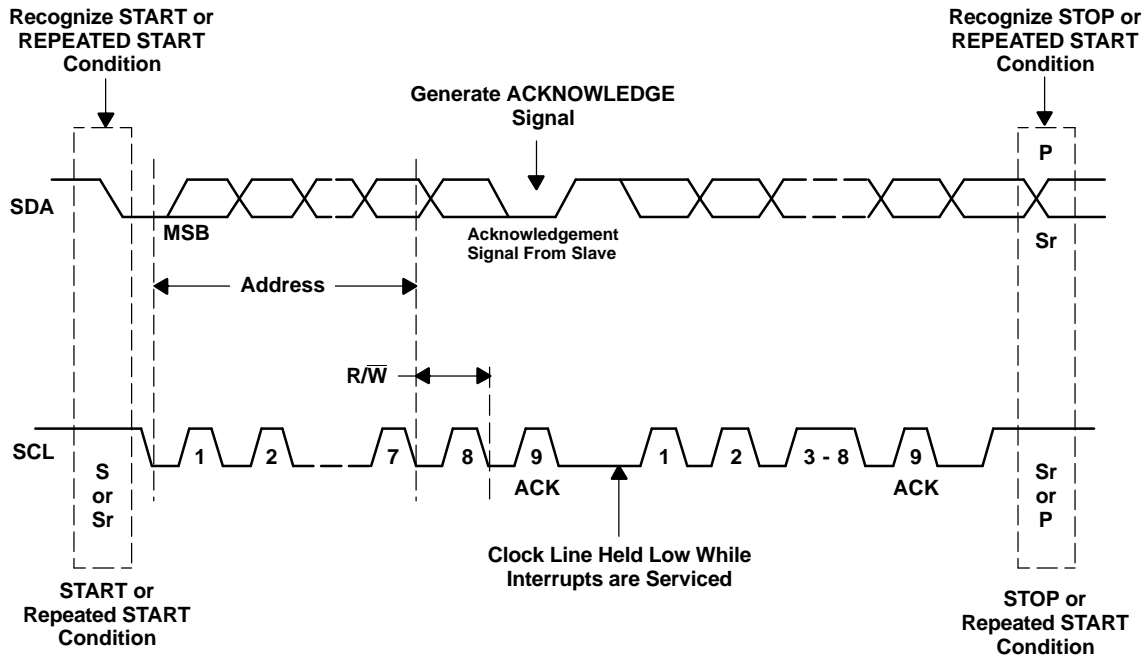 Recognize START or
REPEATED START
Condition
Recognize STOP or
REPEATED START
Condition
Generate ACKNOWLEDGE
Signal
P
SDA
MSB
Acknowledgement
Signal From Slave
Sr
Address
R/W̅
SCL
1
2
7
8
9
1
2
3 - 8
9
ACK
ACK
S
or
Sr
Sr
or
P
Clock Line Held Low While
Interrupts are Serviced
START or
Repeated START
Condition
STOP or
Repeated START
Condition